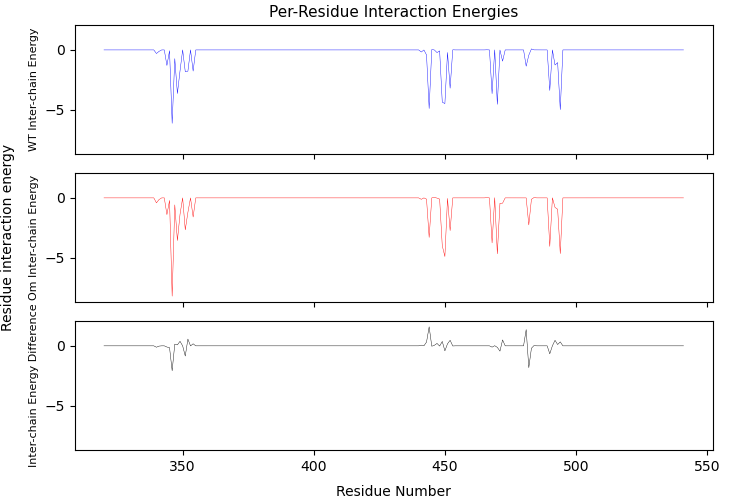 Per-Residue Interaction Energies
Residue interaction energy
WT Inter-chain Energy
0
−5
Om Inter-chain Energy
0
−5
Inter-chain Energy Difference
0
−5
350
400
450
500
550
Residue Number